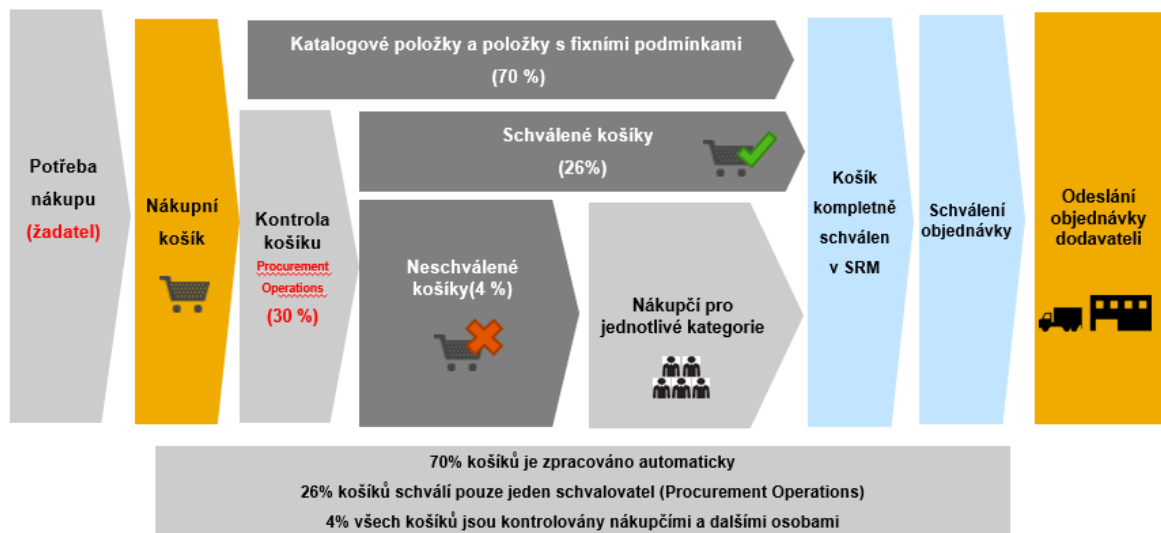 Potřeba
nákupu
(žadatel)
Nákupní
košík
Katalogové položky a položky s fixními podmínkami
(70 %)
Kontrola
košíku
Procurement
Operations
(30 %)
Schválené košíky
(26%)
Neschválené
košíky(4 %)
Nákupčí pro
jednotlivé kategorie
Košík
kompletně
schválen
v SRM
Schválení
objednávky
Odeslání
objednávky
dodavateli
70% košíků je zpracováno automaticky
26% košíků schválí pouze jeden schvalovatel (Procurement Operations)
4% všech košíků jsou kontrolovány nákupčími a dalšími osobami